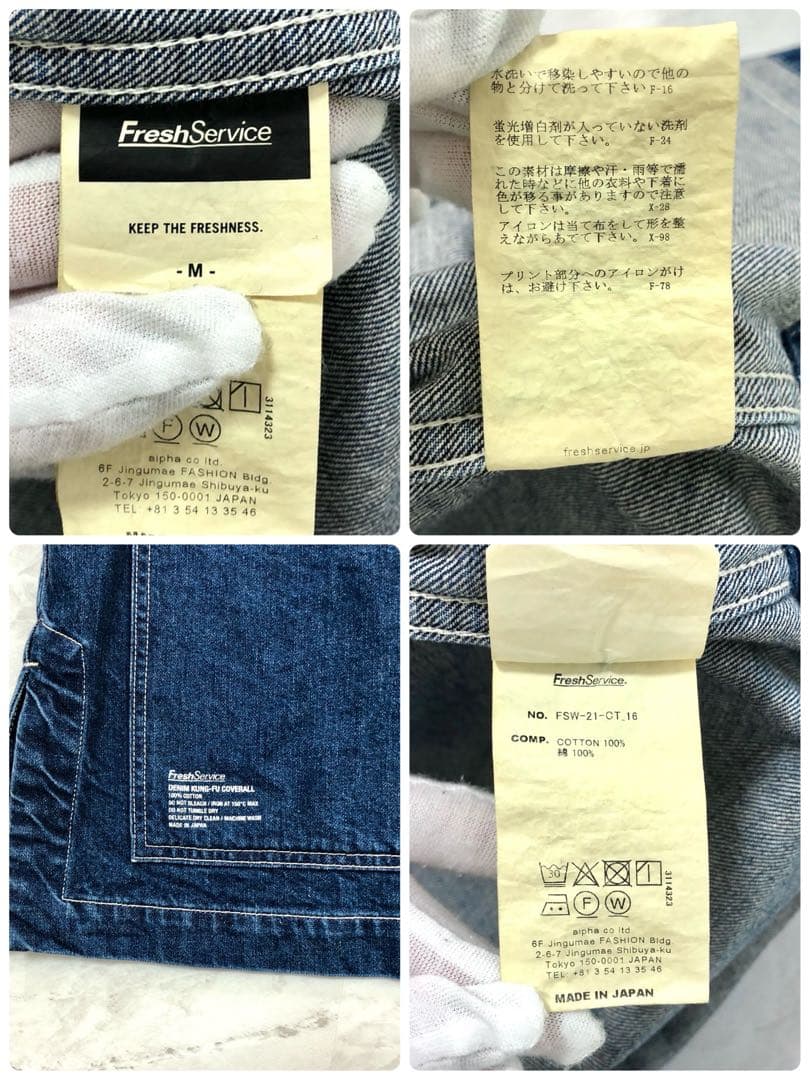 FreshService
KEEP THE FRESHNESS.
- M -
30
F W
3114323
alpha co ltd.
6F Jingumae FASHION Bldg.
2-6-7 Jingumae Shibuya-ku
Tokyo 150-0001 JAPAN
TEL: +81 3 54 13 35 46
水洗いで移染しやすいので他の
物と分けて洗って下さい F-16
蛍光増白剤が入っていない洗剤
を使用して下さい。 F-24
この素材は摩擦や汗・雨等で濡
れた時などに他の衣料や下着に
色が移る事がありますので注意
して下さい。 X-28
アイロンは当て布をして形を整
えながらあてて下さい。 X-98
プリント部分へのアイロンがけ
は、お避け下さい。 F-78
freshservice.jp
FreshService
DENIM KUNG-FU COVERALL
100% COTTON
DO NOT BLEACH / IRON AT 150°C MAX
DO NOT TUMBLE DRY
DELICATE DRY CLEAN / MACHINE WASH
MADE IN JAPAN
FreshService.
NO. FSW-21-CT_16
COMP. COTTON 100%
綿 100%
30
F W
3114323
alpha co ltd.
6F Jingumae FASHION Bldg.
2-6-7 Jingumae Shibuya-ku
Tokyo 150-0001 JAPAN
TEL: +81 3 54 13 35 46
MADE IN JAPAN